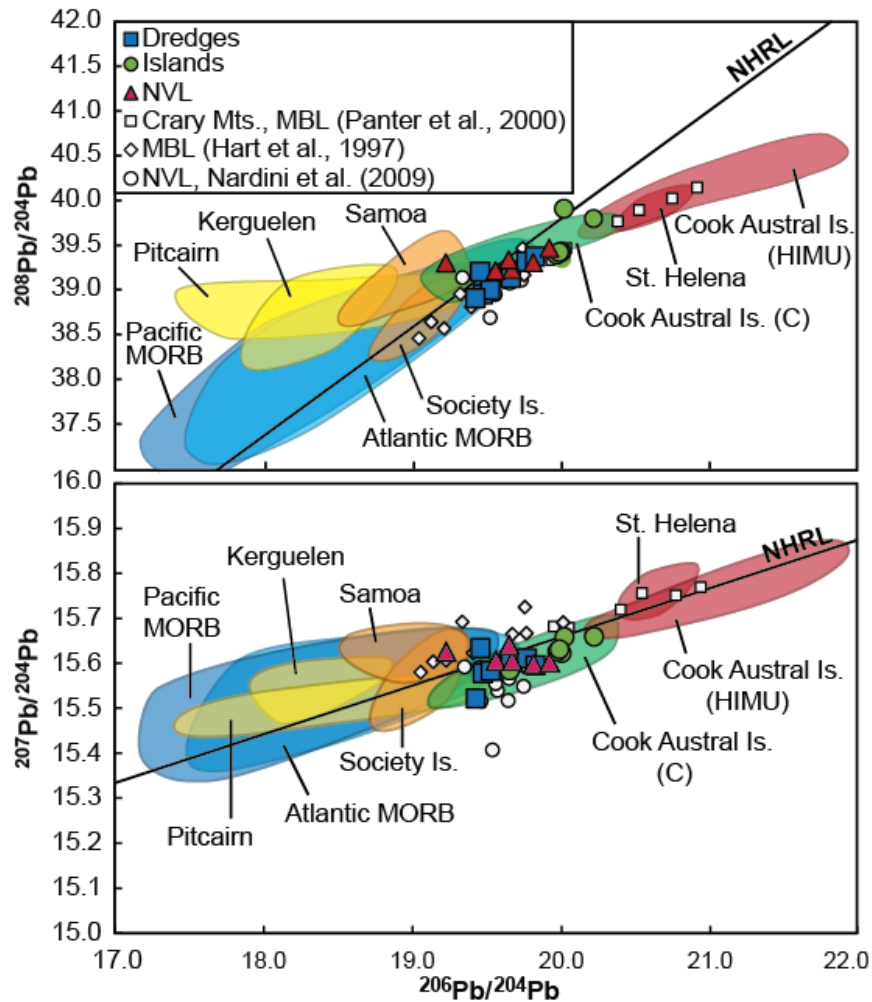 42.0
41.5
41.0
40.5
40.0
39.5
39.0
38.5
38.0
37.5
208Pb/204Pb
Dredges
Islands
NVL
Crary Mts., MBL (Panter et al., 2000)
MBL (Hart et al., 1997)
NVL, Nardini et al. (2009)
NHRL
Samoa
Kerguelen
Pitcairn
Pacific
MORB
Cook Austral Is.
(HIMU)
St. Helena
Cook Austral Is. (C)
Society Is.
Atlantic MORB
16.0
15.9
15.8
15.7
15.6
15.5
15.4
15.3
15.2
15.1
15.0
207Pb/204Pb
St. Helena
NHRL
Kerguelen
Samoa
Pacific
MORB
Cook Austral Is.
(HIMU)
Cook Austral Is.
(C)
Society Is.
Atlantic MORB
Pitcairn
17.0 18.0 19.0 20.0 21.0 22.0
206Pb/204Pb